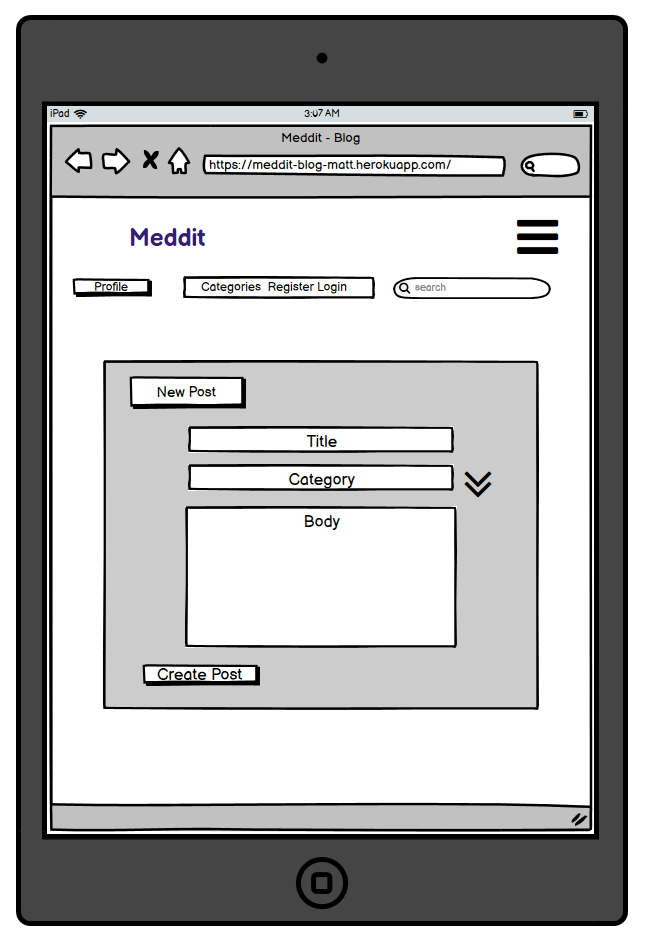 iPad
3:07 AM
Meddit - Blog
https://meddit-blog-matt.herokuapp.com/
Meddit
Profile
Categories Register Login
search
New Post
Title
Category
Body
Create Post